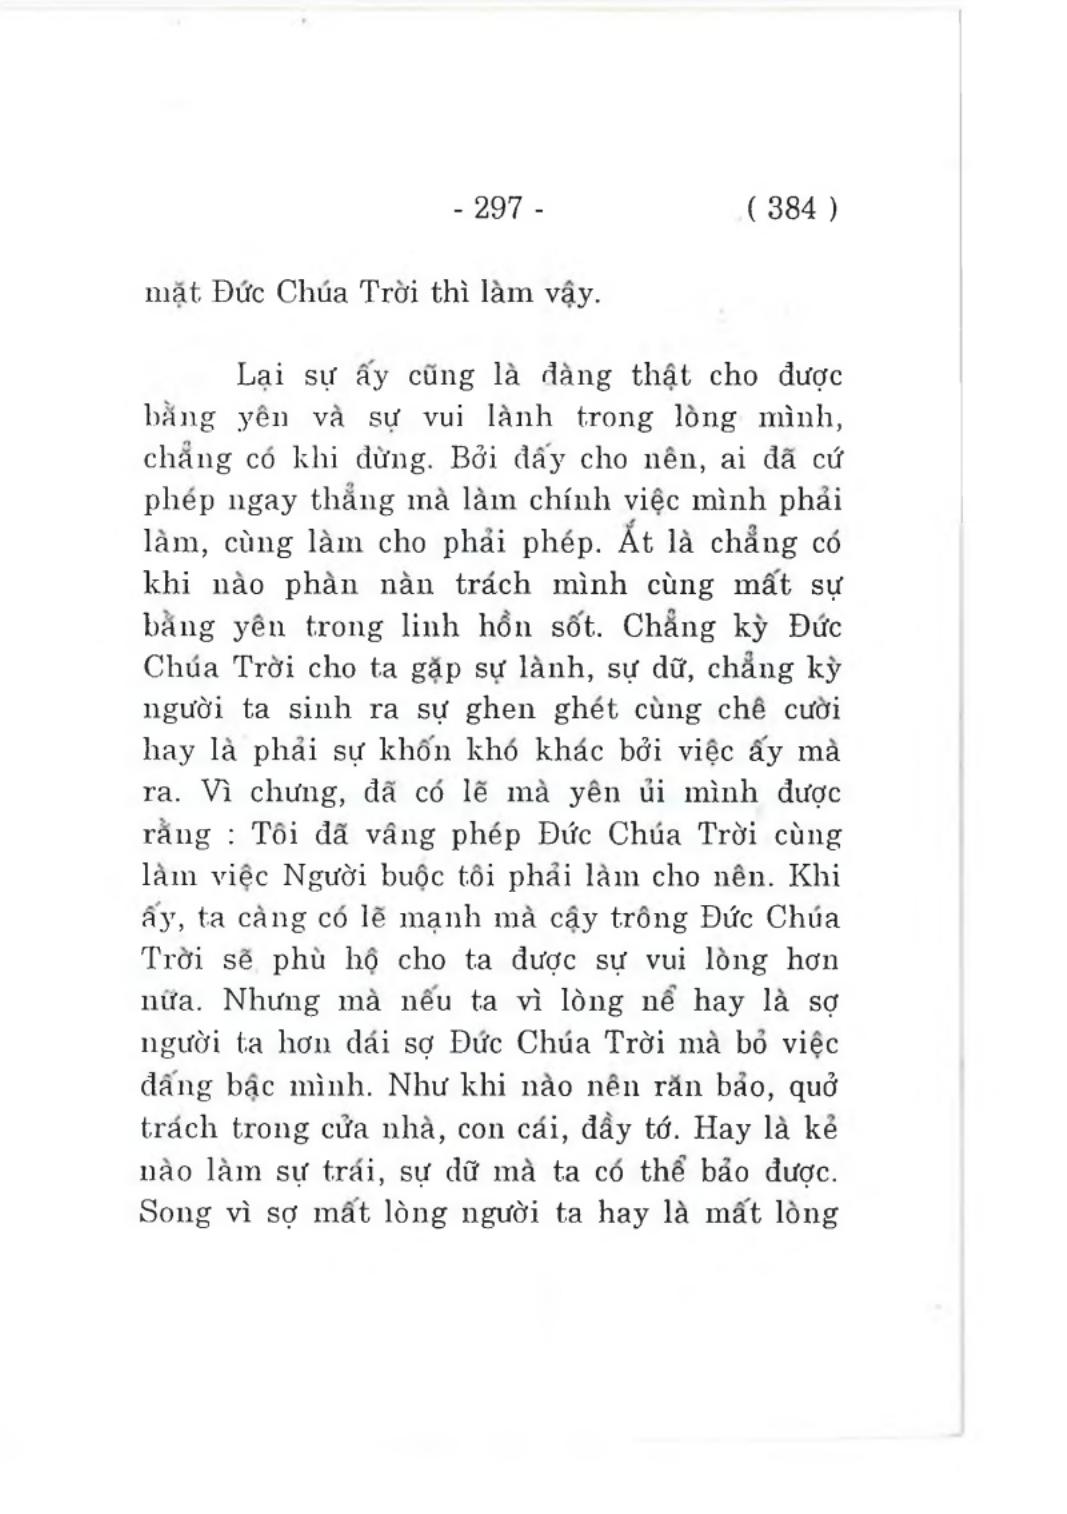 - 297 - ( 384 )
mặt Đức Chúa Trời thì làm vậy.
Lại sự ấy cũng là đàng thật cho được
bằng yên và sự vui lành trong lòng mình,
chẳng có khi đừng. Bởi đấy cho nên, ai đã cứ
phép ngay thẳng mà làm chính việc mình phải
làm, cùng làm cho phải phép. Ắt là chẳng có
khi nào phàn nàn trách mình cùng mất sự
bằng yên trong linh hồn sốt. Chẳng kỳ Đức
Chúa Trời cho ta gặp sự lành, sự dữ, chẳng kỳ
người ta sinh ra sự ghen ghét cùng chê cười
hay là phải sự khốn khó khác bởi việc ấy mà
ra. Vì chưng, đã có lẽ mà yên ủi mình được
rằng : Tôi đã vâng phép Đức Chúa Trời cùng
làm việc Người buộc tôi phải làm cho nên. Khi
ấy, ta càng có lẽ mạnh mà cậy trông Đức Chúa
Trời sẽ phù hộ cho ta được sự vui lòng hơn
nữa. Nhưng mà nếu ta vì lòng nể hay là sợ
người ta hơn dái sợ Đức Chúa Trời mà bỏ việc
đấng bậc mình. Như khi nào nên răn bảo, quở
trách trong cửa nhà, con cái, đầy tớ. Hay là kẻ
nào làm sự trái, sự dữ mà ta có thể bảo được.
Song vì sợ mất lòng người ta hay là mất lòng